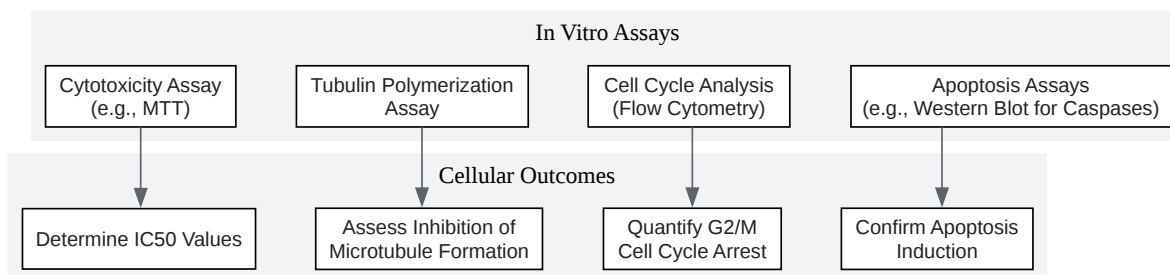 In Vitro Assays
Cytotoxicity Assay
(e.g., MTT)
Tubulin Polymerization
Assay
Cell Cycle Analysis
(Flow Cytometry)
Apoptosis Assays
(e.g., Western Blot for Caspases)
Cellular Outcomes
Determine IC50 Values
Assess Inhibition of
Microtubule Formation
Quantify G2/M
Cell Cycle Arrest
Confirm Apoptosis
Induction